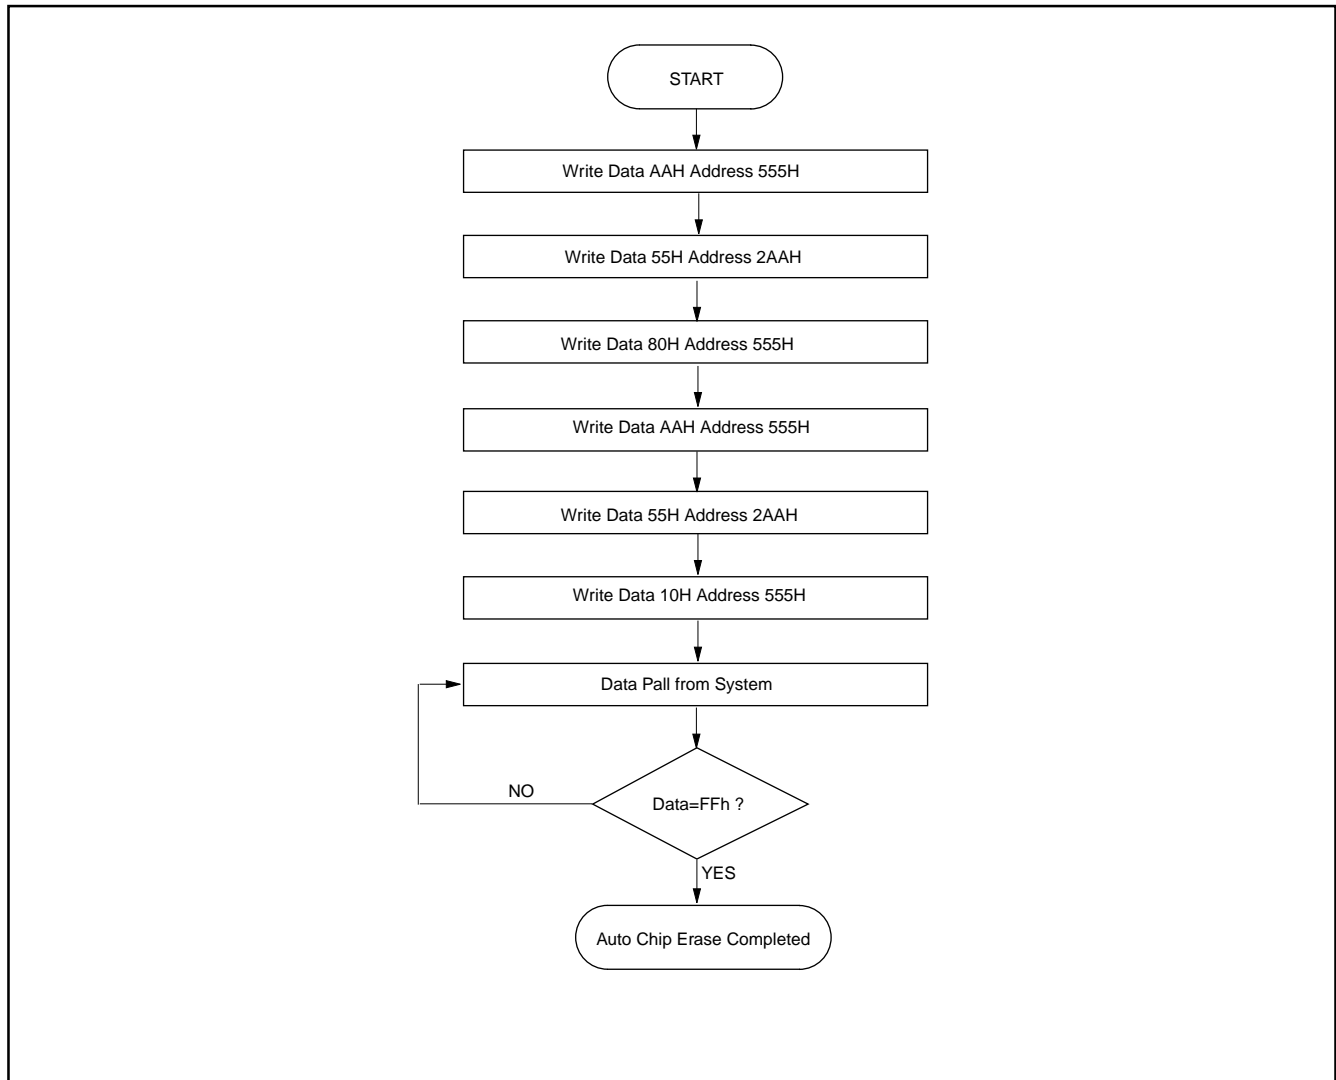 START
Write Data AAH Address 555H
Write Data 55H Address 2AAH
Write Data 80H Address 555H
Write Data AAH Address 555H
Write Data 55H Address 2AAH
Write Data 10H Address 555H
Data Pall from System
NO
Data=FFh ?
YES
Auto Chip Erase Completed